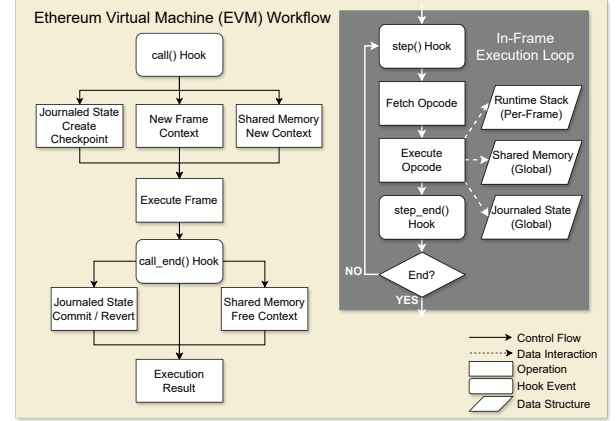 Ethereum Virtual Machine (EVM) Workflow
call() Hook
Journaled State
Create
Checkpoint
New Frame
Context
Shared Memory
New Context
Execute Frame
call_end() Hook
Journaled State
Commit / Revert
Shared Memory
Free Context
Execution
Result
In-Frame
Execution Loop
step() Hook
Fetch Opcode
Execute
Opcode
step_end()
Hook
End?
NO
YES
Runtime Stack
(Per-Frame)
Shared Memory
(Global)
Journaled State
(Global)
Control Flow
Data Interaction
Operation
Hook Event
Data Structure